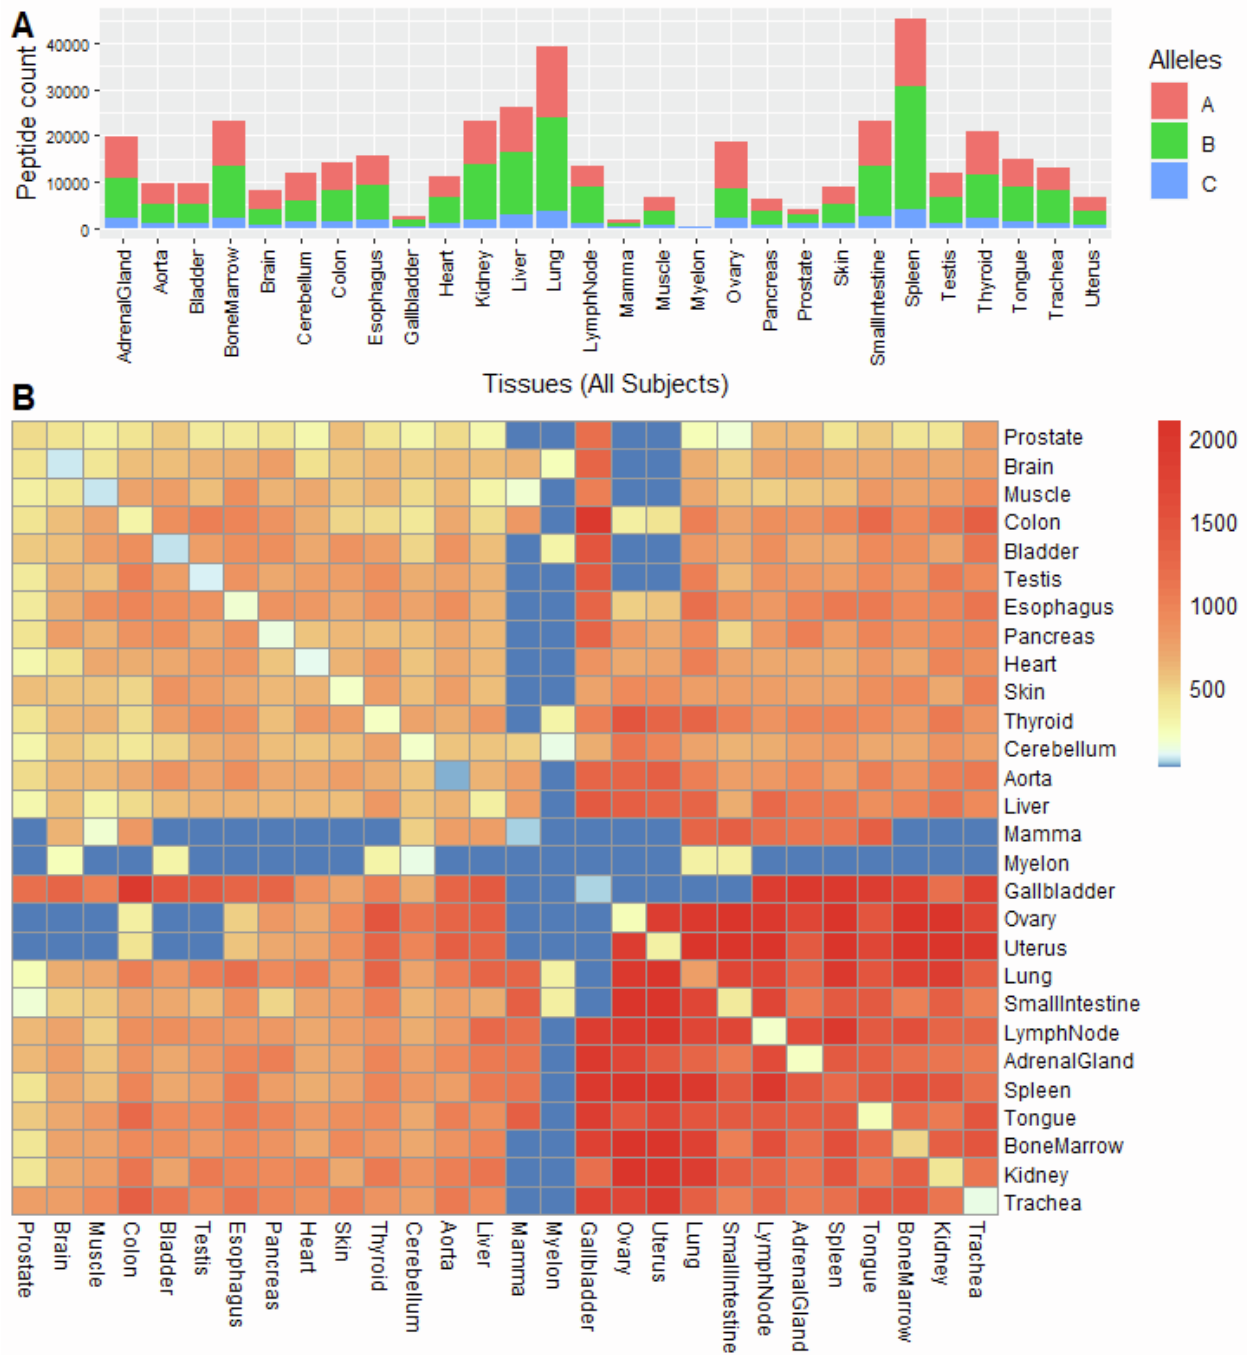 A
Peptide count
40000
30000
20000
10000
0
AdrenalGland
Aorta
Bladder
BoneMarrow
Brain
Cerebellum
Colon
Esophagus
Gallbladder
Heart
Kidney
Liver
Lung
LymphNode
Mamma
Muscle
Myelon
Ovary
Pancreas
Prostate
Skin
SmallIntestine
Spleen
Testis
Thyroid
Tongue
Trachea
Uterus
Tissues (All Subjects)
Alleles
A
B
C
B
Prostate
Brain
Muscle
Colon
Bladder
Testis
Esophagus
Pancreas
Heart
Skin
Thyroid
Cerebellum
Aorta
Liver
Mamma
Myelon
Gallbladder
Ovary
Uterus
Lung
SmallIntestine
LymphNode
AdrenalGland
Spleen
Tongue
BoneMarrow
Kidney
Trachea
2000
1500
1000
500
Prostate
Brain
Muscle
Colon
Bladder
Testis
Esophagus
Pancreas
Heart
Skin
Thyroid
Cerebellum
Aorta
Liver
Mamma
Myelon
Gallbladder
Ovary
Uterus
Lung
SmallIntestine
LymphNode
AdrenalGland
Spleen
Tongue
BoneMarrow
Kidney
Trachea